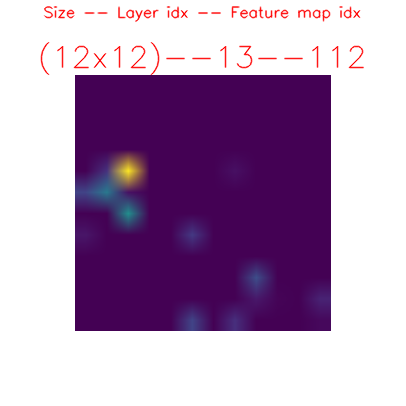 Size -- Layer idx -- Feature map idx
(12x12)--13--112